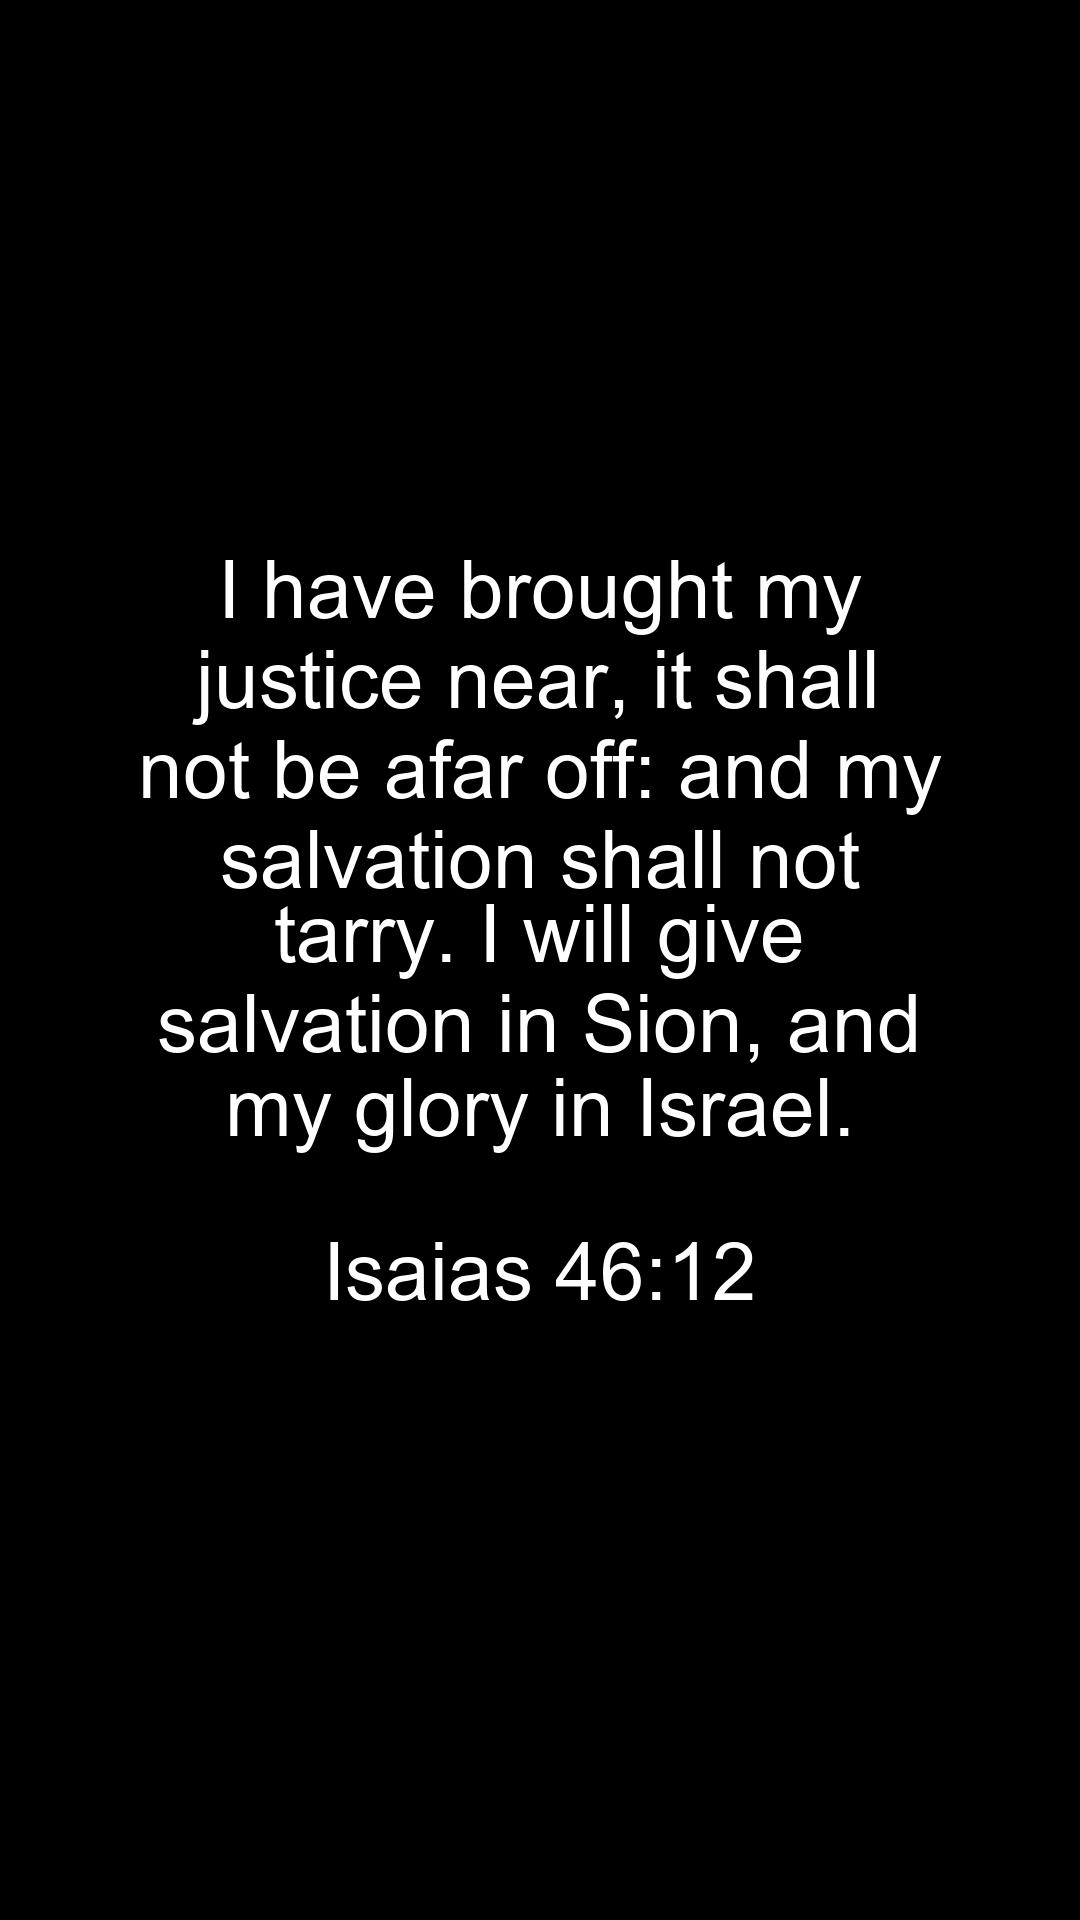 I have brought my
justice near, it shall
not be afar off: and my
salvation shall not
tarry. I will give
salvation in Sion, and
my glory in Israel.
Isaias 46:12